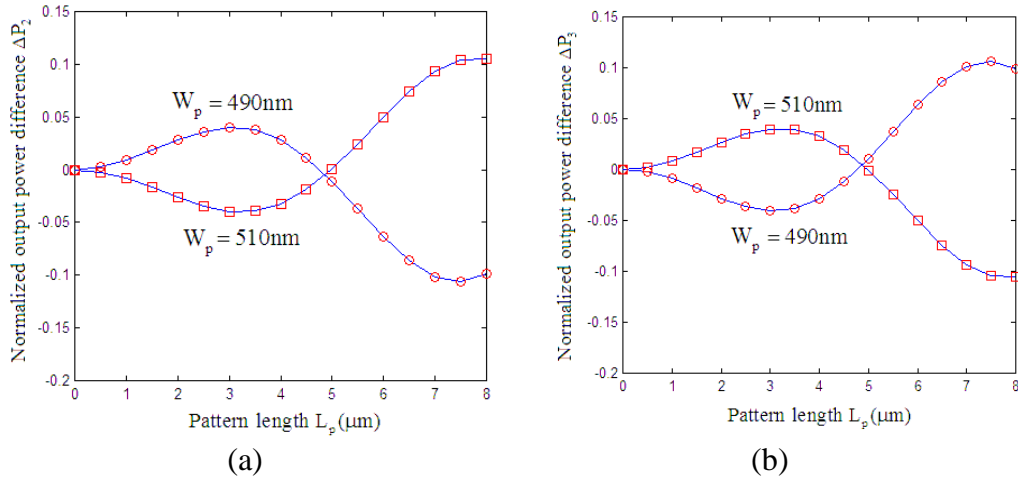 Normalized output power difference ΔP₂
0.15
0.1
0.05
0
-0.05
-0.1
-0.15
-0.2
Wₚ = 490nm
Wₚ = 510nm
0 1 2 3 4 5 6 7 8
Pattern length Lₚ(μm)
(a)
Normalized output power difference ΔP₃
0.15
0.1
0.05
0
-0.05
-0.1
-0.15
-0.2
Wₚ = 510nm
Wₚ = 490nm
0 1 2 3 4 5 6 7 8
Pattern length Lₚ(μm)
(b)